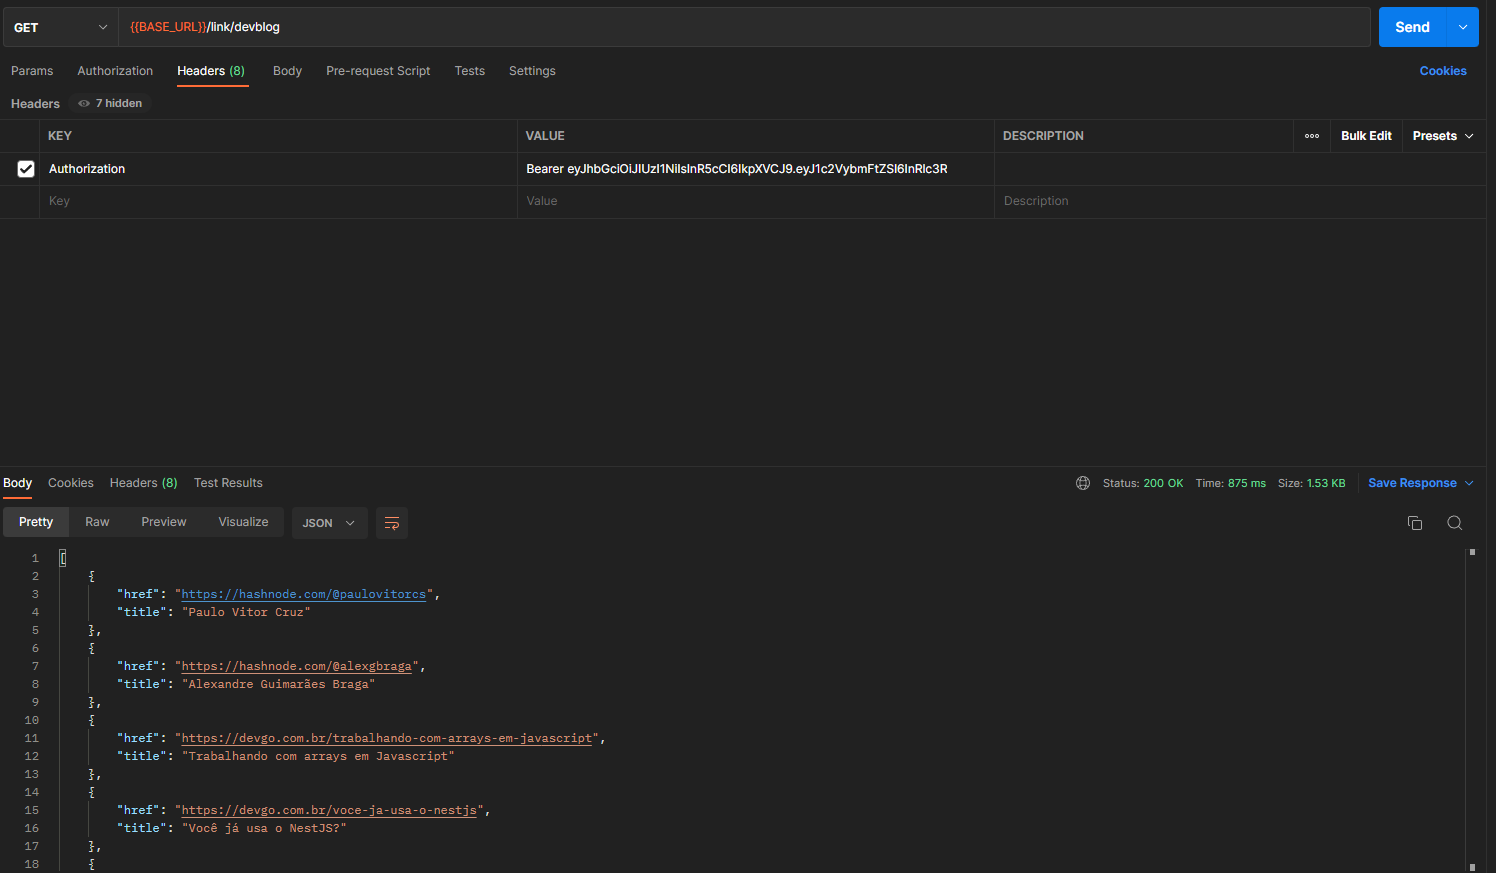 GET {{BASE_URL}}/link/devblog Send
Params Authorization Headers (8) Body Pre-request Script Tests Settings Cookies
Headers 7 hidden
KEY VALUE DESCRIPTION Bulk Edit Presets
Authorization Bearer eyJhbGciOiJIUzI1NiIsInR5cCI6IkpXVCJ9.eyJ1c2VybmFtZSI6InRlc3R
Key Value Description
Body Cookies Headers (8) Test Results Status: 200 OK Time: 875 ms Size: 1.53 KB Save Response
Pretty Raw Preview Visualize JSON
1 [
2 {
3 "href": "https://hashnode.com/@paulovitorcs",
4 "title": "Paulo Vitor Cruz"
5 },
6 {
7 "href": "https://hashnode.com/@alexgbraga",
8 "title": "Alexandre Guimarães Braga"
9 },
10 {
11 "href": "https://devgo.com.br/trabalhando-com-arrays-em-javascript",
12 "title": "Trabalhando com arrays em Javascript"
13 },
14 {
15 "href": "https://devgo.com.br/voce-ja-usa-o-nestjs",
16 "title": "Você já usa o NestJS?"
17 },
18 {